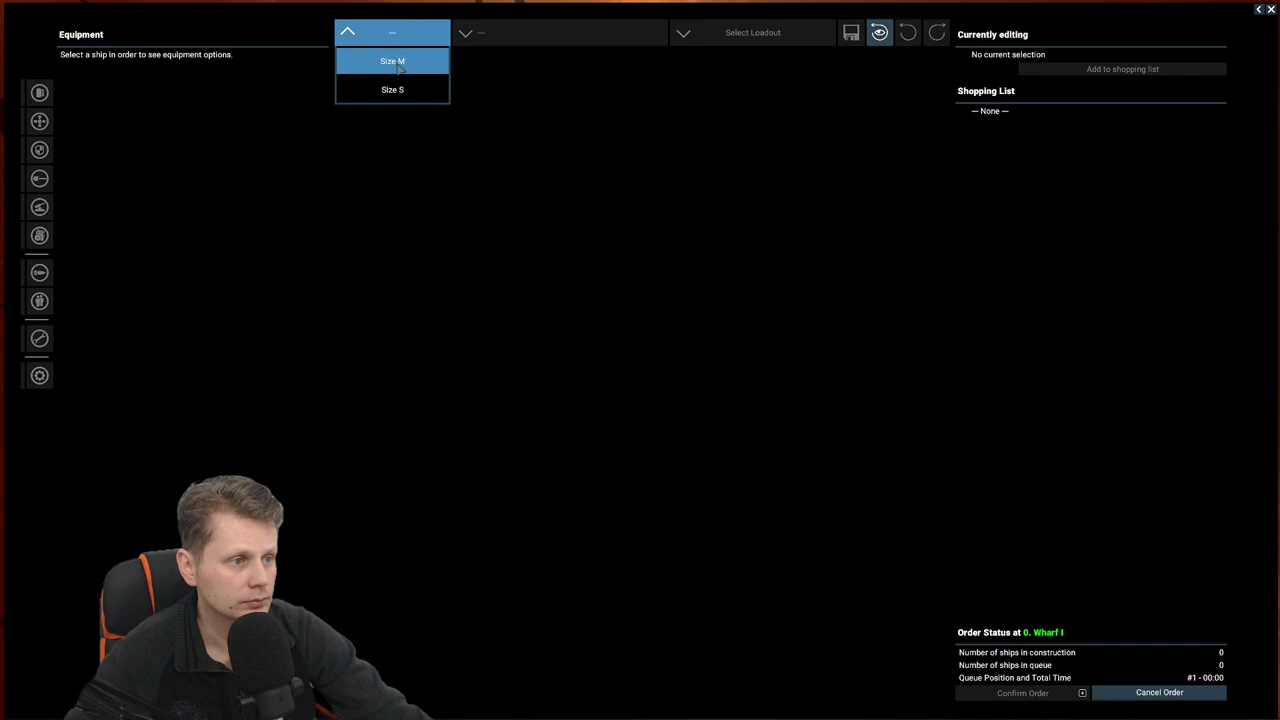 Equipment
Select a ship in order to see equipment options.
---
Size M
Size S
---
Select Loadout
Currently editing
No current selection
Add to shopping list
Shopping List
— None —
Order Status at 0. Wharf I
Number of ships in construction 0
Number of ships in queue 0
Queue Position and Total Time #1 - 00:00
Confirm Order
Cancel Order